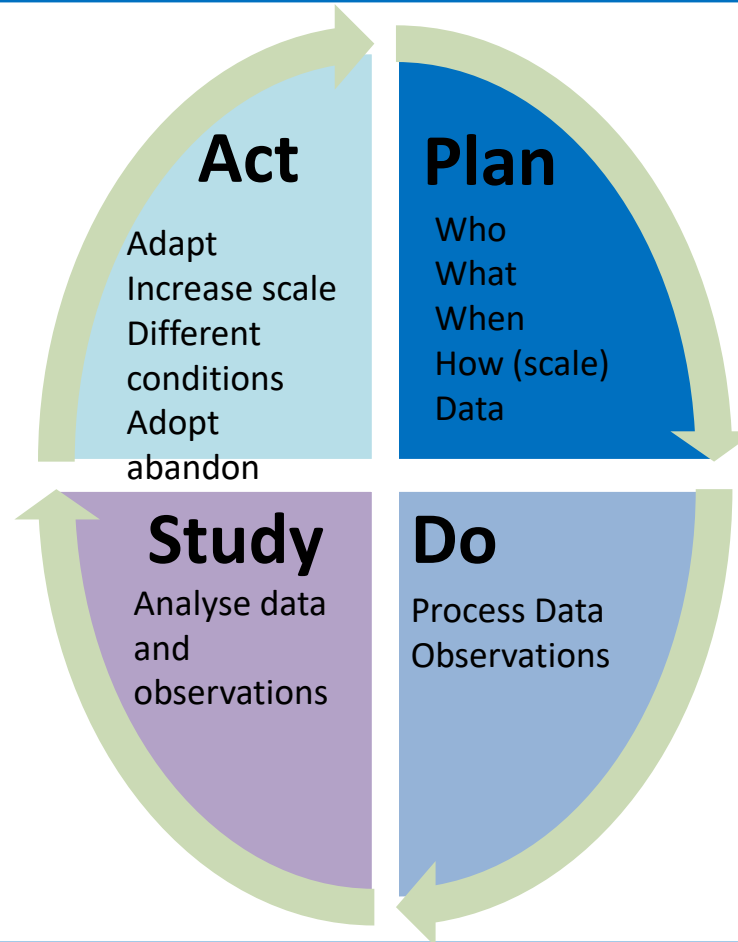 Act
Adapt
Increase scale
Different
conditions
Adopt
abandon
Plan
Who
What
When
How (scale)
Data
Study
Analyse data
and
observations
Do
Process Data
Observations